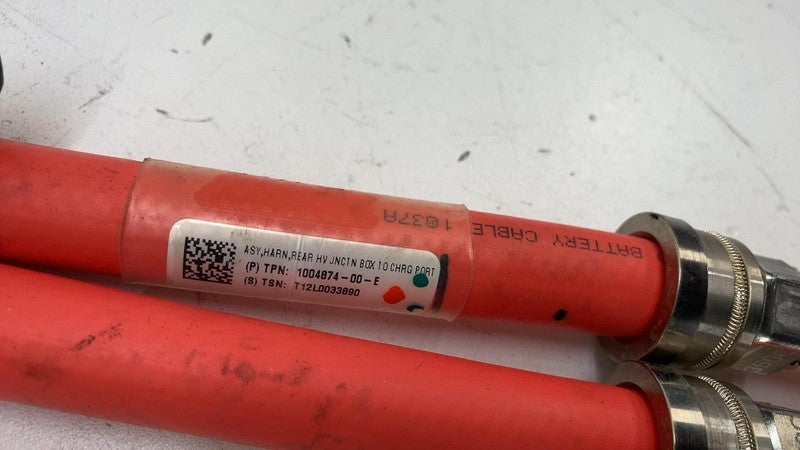 ASY,HARN,REAR HV JNCTN BOX TO CHRG PORT
(P) TPN: 1004874-00-E
(S) TSN: T12L0033890
BATTERY CABLE 1037A